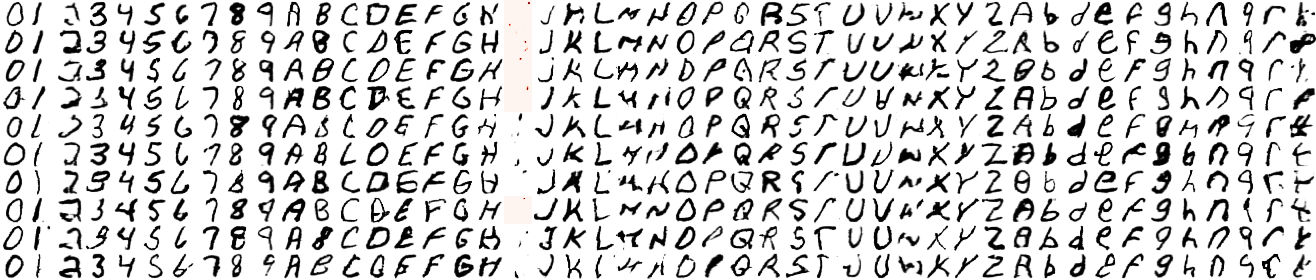 0 1 2 3 4 5 6 7 8 9 A B C D E F G H J K L M N O P Q R S T U V W X Y Z A b d e f g h n q r t
0 1 2 3 4 5 6 7 8 9 A B C D E F G H J K L M N O P Q R S T U V W X Y Z A b d e f g h n q r
0 1 2 3 4 5 6 7 8 9 A B C D E F G H J K L M N O P Q R S T U V W X Y Z a b d e f g h n q r t
0 1 2 3 4 5 6 7 8 9 A B C D E F G H J K L M N O P Q R S T U V W X Y Z A b d e f g h n q r t
0 1 2 3 4 5 6 7 8 9 A B C D E F G H J K L M N O P Q R S T U V W X Y Z A b d e f g h n q r t
0 1 2 3 4 5 6 7 8 9 A B C D E F G H J K L M N O P Q R S T U V W X Y Z a b d e f g h n q r t
0 1 2 3 4 5 6 7 8 9 A B C D E F G H J K L M N O P Q R S T U V W X Y Z a b d e f g h n q r t
0 1 2 3 4 5 6 7 8 9 A B C D E F G H J K L M N O P Q R S T U V W X Y Z a b d e f g h n q r t
0 1 2 3 4 5 6 7 8 9 A B C D E F G H J K L M N O P Q R S T U V W X Y Z A b d e f g h n q r t
0 1 2 3 4 5 6 7 8 9 A B C D E F G H J K L M N O P Q R S T U V W X Y Z A b d e f g h n q r t